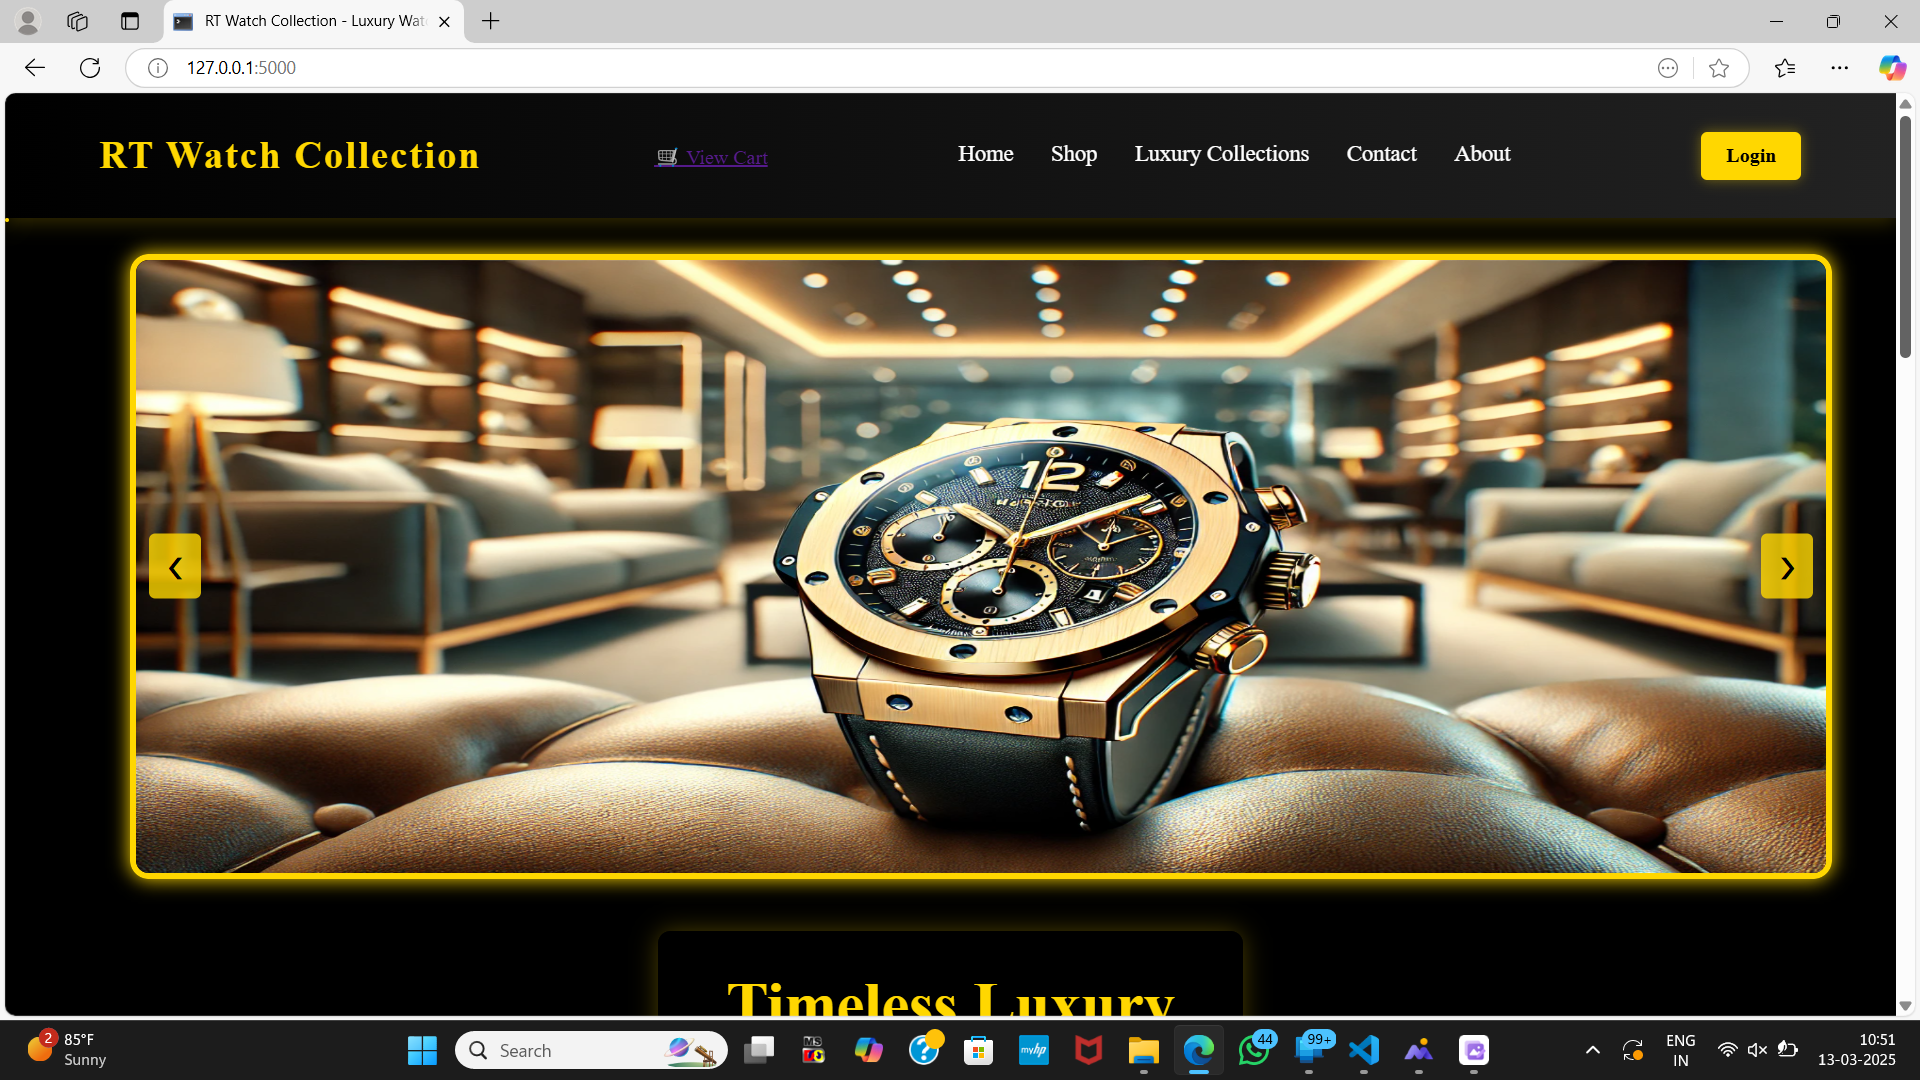 RT Watch Collection - Luxury Wat
127.0.0.1:5000
RT Watch Collection
View Cart
Home
Shop
Luxury Collections
Contact
About
Login
❮
12
❯
Timeless Luxury
2
85°F
Sunny
Search
MS
myhp
44
99+
ENG
IN
10:51
13-03-2025